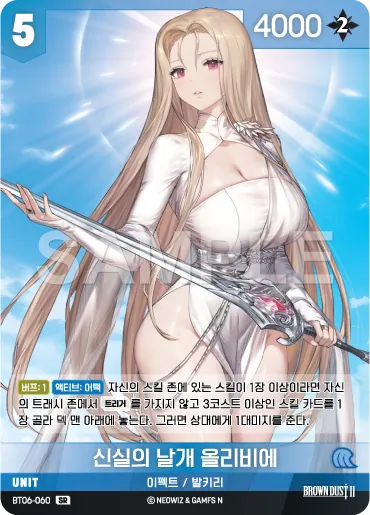 5
4000 2
SAMPLE
버프:1 액티브:어택 자신의 스킬 존에 있는 스킬이 1장 이상이라면 자신
의 트래시 존에서 트리거 를 가지지 않고 3코스트 이상인 스킬 카드를 1
장 골라 덱 맨 아래에 놓는다. 그러면 상대에게 1대미지를 준다.
신실의 날개 올리비에
UNIT 이펙트 / 발키리
BT06-060 SR ⓒ NEOWIZ & GAMFS N BROWN DUST II